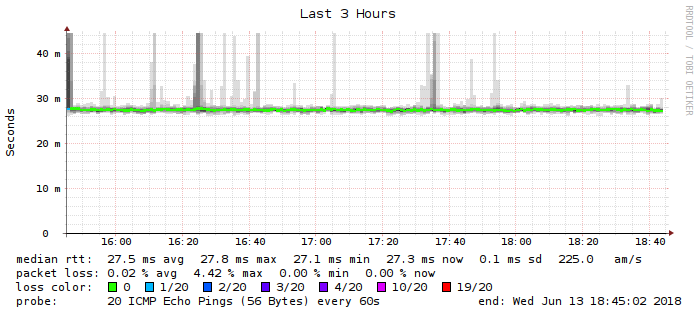 Last 3 Hours
RRDTOOL / TOBI OETIKER
Seconds
40 m
30 m
20 m
10 m
0
16:00 16:20 16:40 17:00 17:20 17:40 18:00 18:20 18:40
median rtt: 27.5 ms avg 27.8 ms max 27.1 ms min 27.3 ms now 0.1 ms sd 225.0 am/s
packet loss: 0.02 % avg 4.42 % max 0.00 % min 0.00 % now
loss color: 0 1/20 2/20 3/20 4/20 10/20 19/20
probe: 20 ICMP Echo Pings (56 Bytes) every 60s end: Wed Jun 13 18:45:02 2018